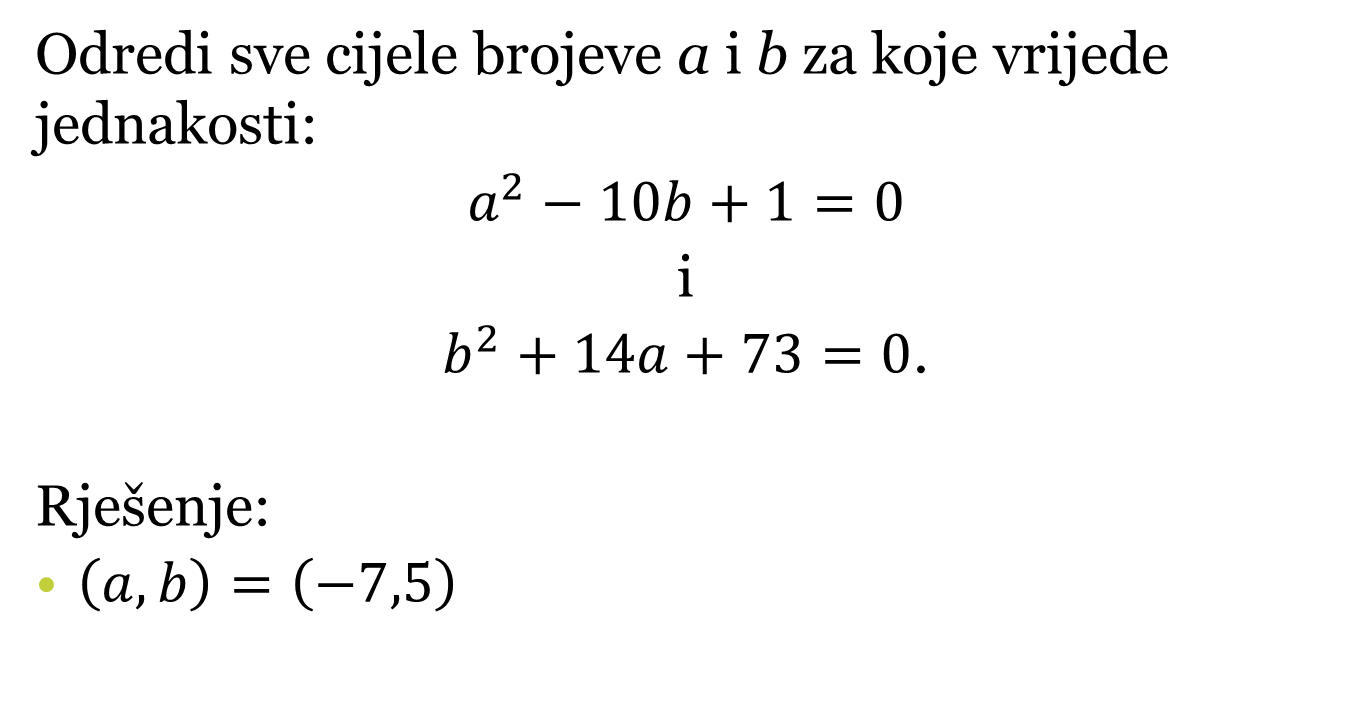 Odredi sve cijele brojeve a i b za koje vrijede
jednakosti:
a² − 10b + 1 = 0
i
b² + 14a + 73 = 0.
Rješenje:
• (a, b) = (−7,5)